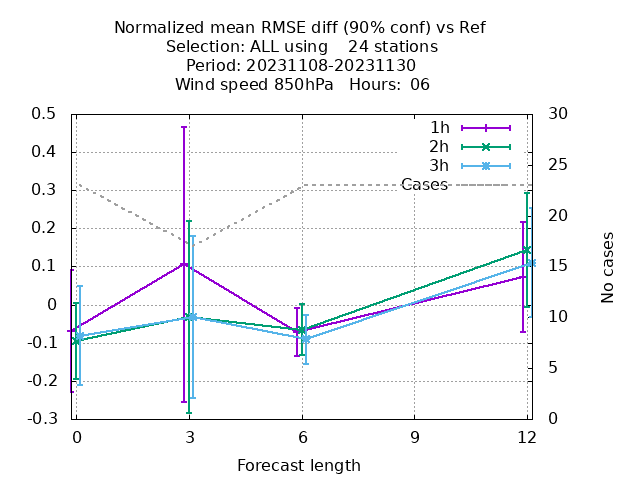 Normalized mean RMSE diff (90% conf) vs Ref
Selection: ALL using    24 stations
Period: 20231108-20231130
Wind speed 850hPa   Hours:  06
0.5
0.4
0.3
0.2
0.1
0
-0.1
-0.2
-0.3
30
25
20
15
10
5
0
1h
2h
3h
Cases
No cases
0
3
6
9
12
Forecast length